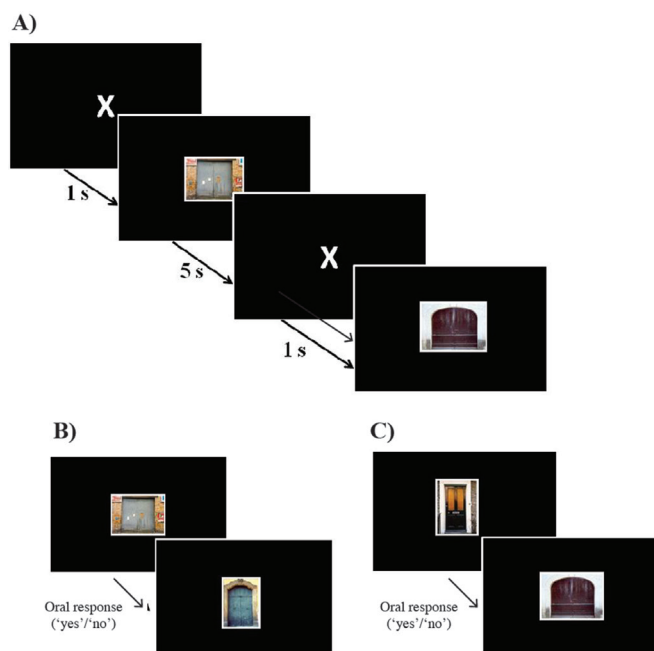 A)
X
1 s
5 s
X
1 s
B)
Oral response
('yes'/'no')
C)
Oral response
('yes'/'no')